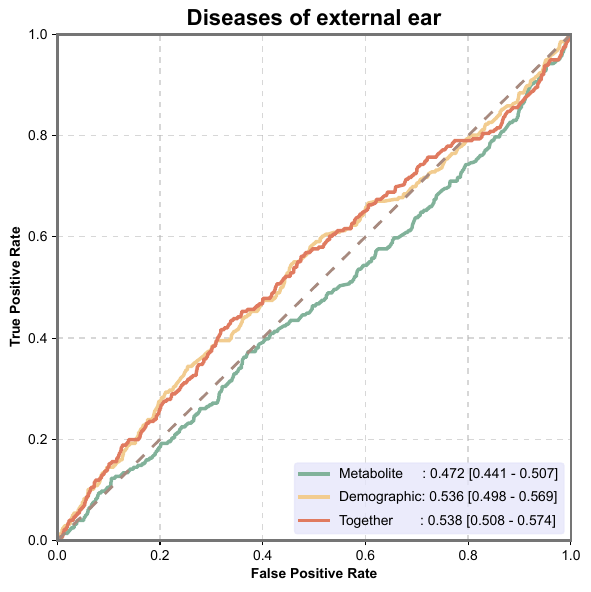 Diseases of external ear
1.0
0.8
0.6
0.4
0.2
0.0
True Positive Rate
Metabolite : 0.472 [0.441 - 0.507]
Demographic: 0.536 [0.498 - 0.569]
Together : 0.538 [0.508 - 0.574]
0.0 0.2 0.4 0.6 0.8 1.0
False Positive Rate